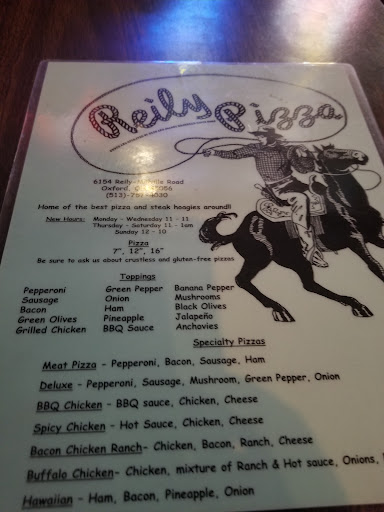 Reily Pizza
6154 Road
Oxford,
(513)
Home of the best pizza and steak hoagies around!!
New Hours: Monday - Wednesday 11 - 11
Thursday - Saturday 11 - 1am
Sunday 12 - 10
Pizza
7", 12", 16"
Be sure to ask us about crustless and gluten-free pizzas
Toppings
Pepperoni Green Pepper Banana Pepper
Sausage Onion Mushrooms
Bacon Ham Black Olives
Green Olives Pineapple Jalapeño
Grilled Chicken BBQ Sauce Anchovies
Specialty Pizzas
Meat Pizza - Pepperoni, Bacon, Sausage, Ham
Deluxe - Pepperoni, Sausage, Mushroom, Green Pepper, Onion
BBQ Chicken - BBQ sauce, Chicken, Cheese
Spicy Chicken - Hot Sauce, Chicken, Cheese
Bacon Chicken Ranch- Chicken, Bacon, Ranch, Cheese
Buffalo Chicken- Chicken, mixture of Ranch & Hot sauce, Onions,
Hawaiian - Ham, Bacon, Pineapple, Onion